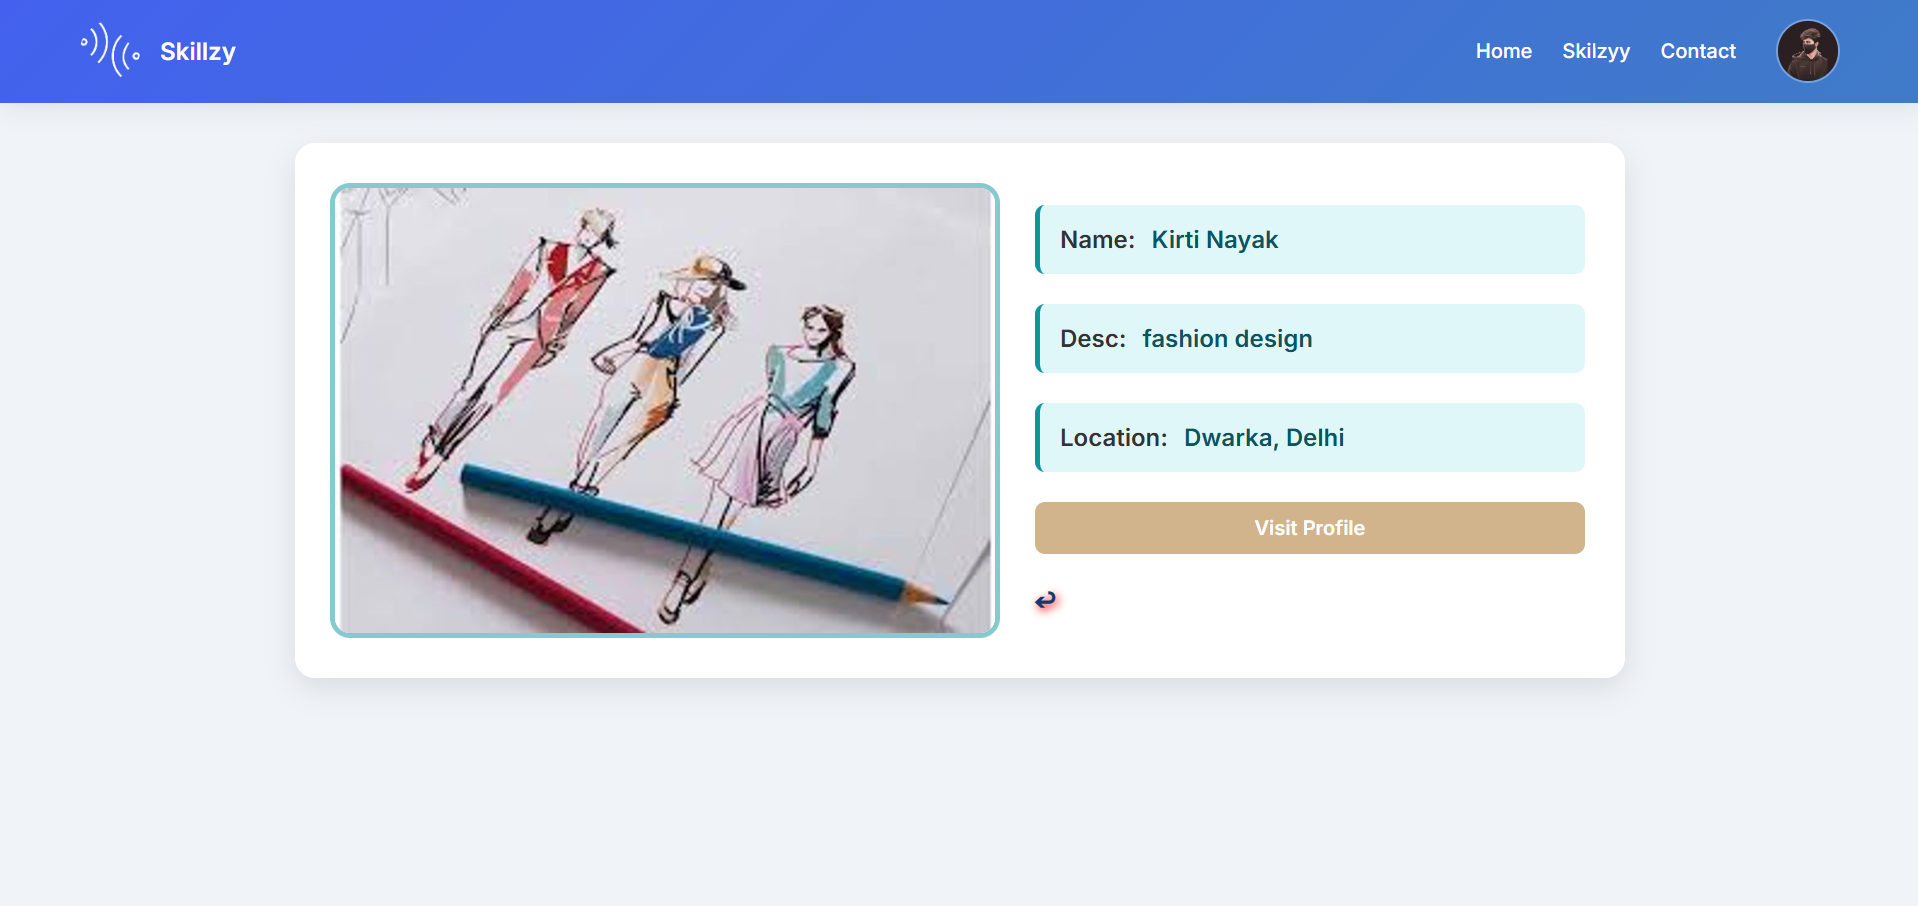 Skillzy
Home Skilzyy Contact
Name: Kirti Nayak
Desc: fashion design
Location: Dwarka, Delhi
Visit Profile